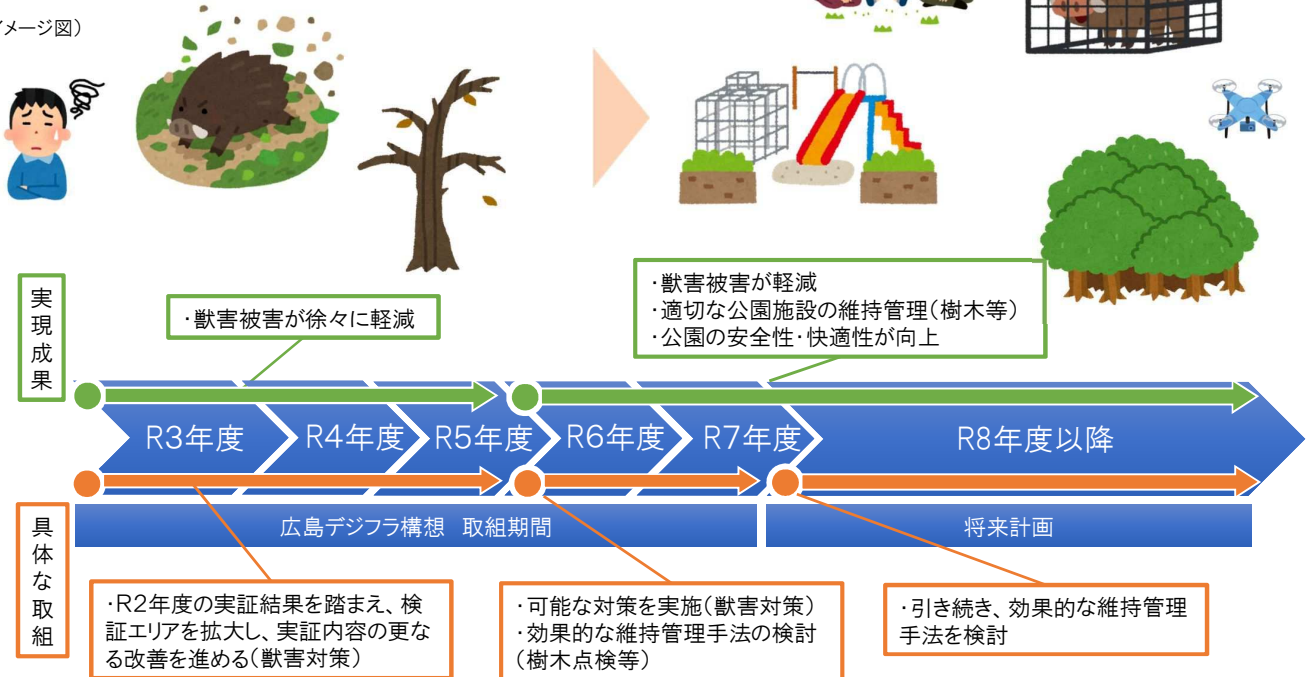 イメージ図）
実現成果
・獣害被害が徐々に軽減
・獣害被害が軽減
・適切な公園施設の維持管理（樹木等）
・公園の安全性・快適性が向上
R3年度
R4年度
R5年度
R6年度
R7年度
R8年度以降
広島デジフラ構想　取組期間
将来計画
具体な取組
・R2年度の実証結果を踏まえ、検
証エリアを拡大し、実証内容の更な
る改善を進める（獣害対策）
・可能な対策を実施（獣害対策）
・効果的な維持管理手法の検討
（樹木点検等）
・引き続き、効果的な維持管理
手法を検討